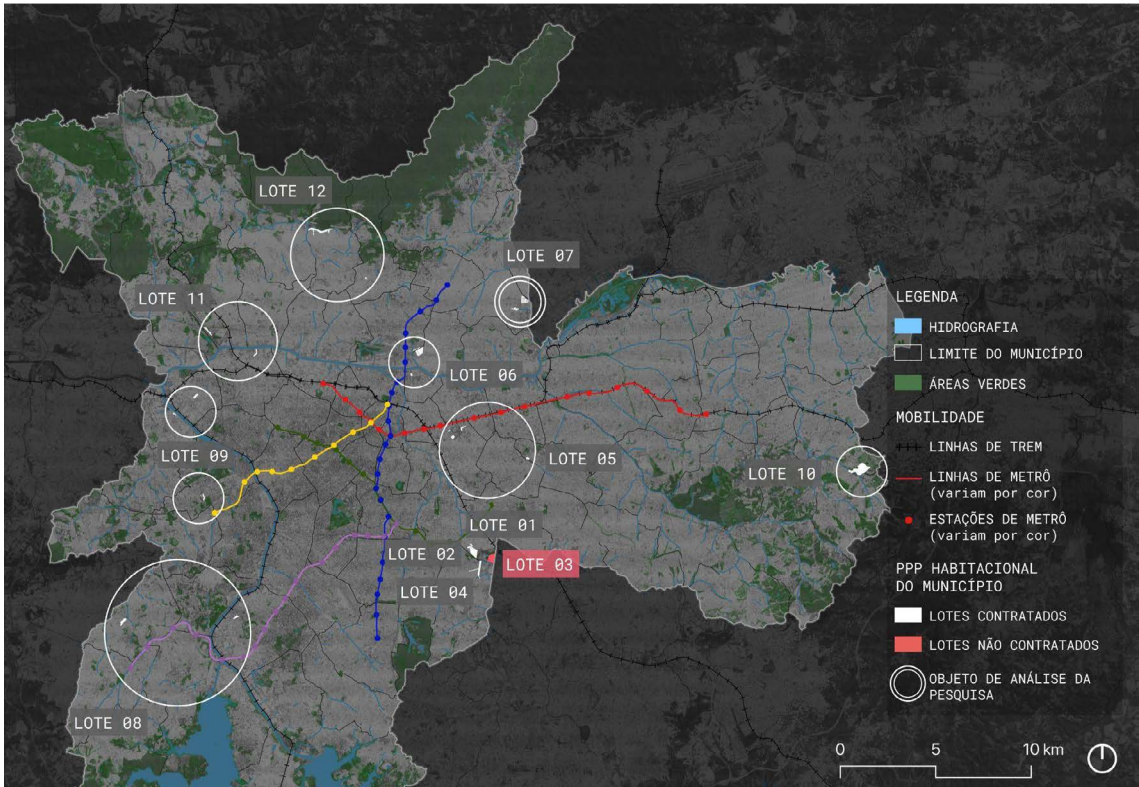 LOTE 12
LOTE 07
LOTE 11
LOTE 06
LOTE 09
LOTE 05
LOTE 10
LOTE 01
LOTE 02
LOTE 03
LOTE 04
LOTE 08
LEGENDA
HIDROGRAFIA
LIMITE DO MUNICÍPIO
ÁREAS VERDES
MOBILIDADE
LINHAS DE TREM
LINHAS DE METRÔ
(variam por cor)
ESTAÇÕES DE METRÔ
(variam por cor)
PPP HABITACIONAL
DO MUNICÍPIO
LOTES CONTRATADOS
LOTES NÃO CONTRATADOS
OBJETO DE ANÁLISE DA
PESQUISA
0 5 10 km